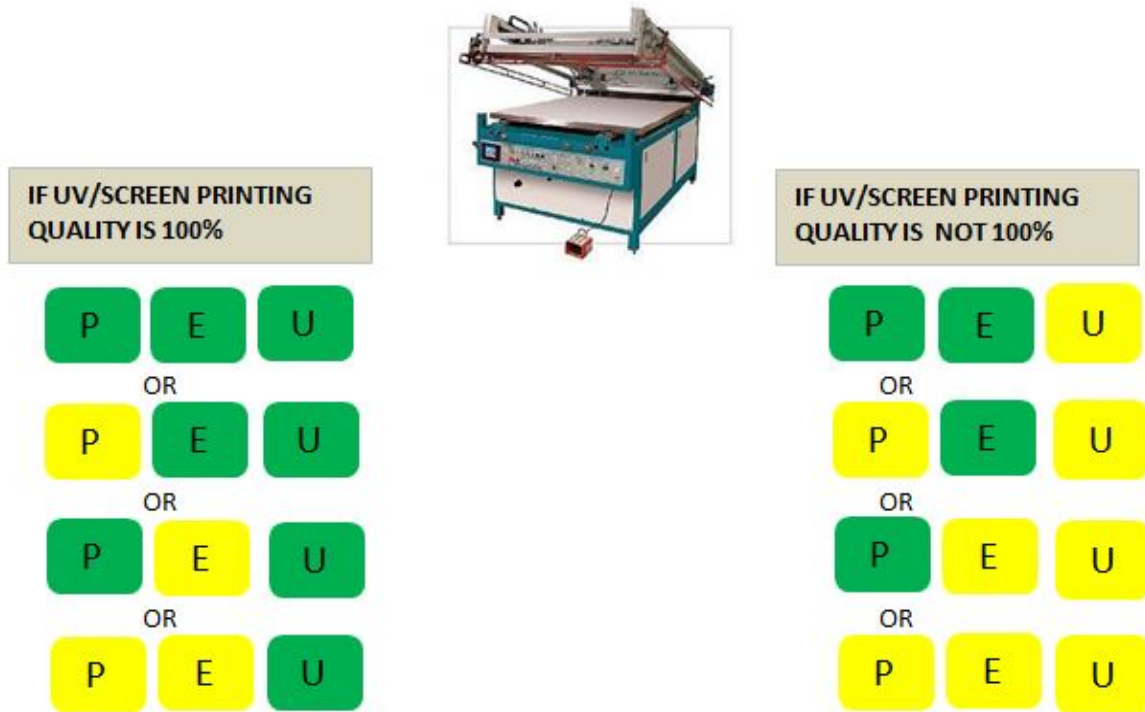 IF UV/SCREEN PRINTING
QUALITY IS 100%
P E U
OR
P E U
OR
P E U
OR
P E U
IF UV/SCREEN PRINTING
QUALITY IS NOT 100%
P E U
OR
P E U
OR
P E U
OR
P E U